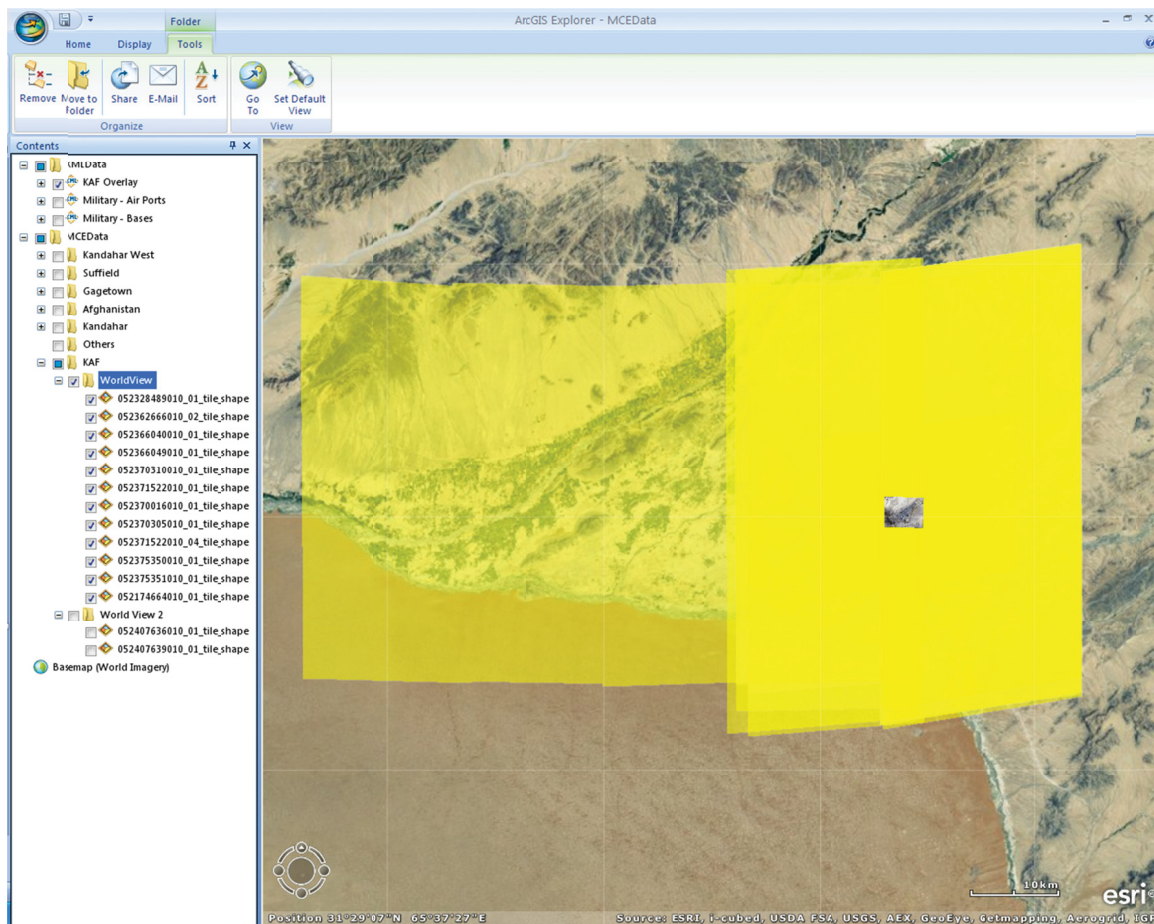 Folder
ArcGIS Explorer - MCEData
Home Display Tools
Remove Move to Folder Share E-Mail Sort Go To Set Default View
Organize View
Contents
KAF Overlay
Military - Air Ports
Military - Bases
MCEData
Kandahar West
Suffield
Gagetown
Afghanistan
Kandahar
Others
KAF
WorldView
052328489010_01_tile_shape
052362666010_02_tile_shape
052366040010_01_tile_shape
052366049010_01_tile_shape
052370310010_01_tile_shape
052371522010_01_tile_shape
052370016010_01_tile_shape
052370305010_01_tile_shape
052371522010_04_tile_shape
052375350010_01_tile_shape
052375351010_01_tile_shape
052174664010_01_tile_shape
World View 2
052407636010_01_tile_shape
052407639010_01_tile_shape
Basemap (World Imagery)
10km
esri
Position 31°29'07"N 65°37'27"E Source: ESRI, i-cubed, USDA FSA, USGS, AEX, GeoEye, Getmapping, Aerogrid, IGP